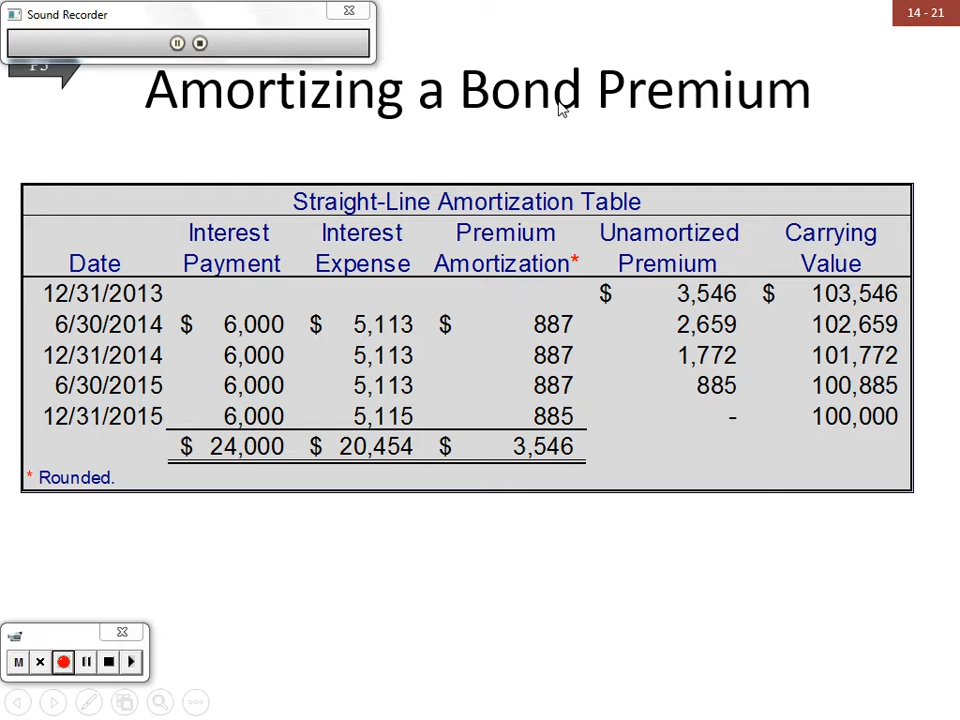 Sound Recorder
14 - 21
P3
Amortizing a Bond Premium
Straight-Line Amortization Table
Interest Interest Premium Unamortized Carrying
Date Payment Expense Amortization* Premium Value
12/31/2013 $ 3,546 $ 103,546
6/30/2014 $ 6,000 $ 5,113 $ 887 2,659 102,659
12/31/2014 6,000 5,113 887 1,772 101,772
6/30/2015 6,000 5,113 887 885 100,885
12/31/2015 6,000 5,115 885 - 100,000
$ 24,000 $ 20,454 $ 3,546
* Rounded.
M